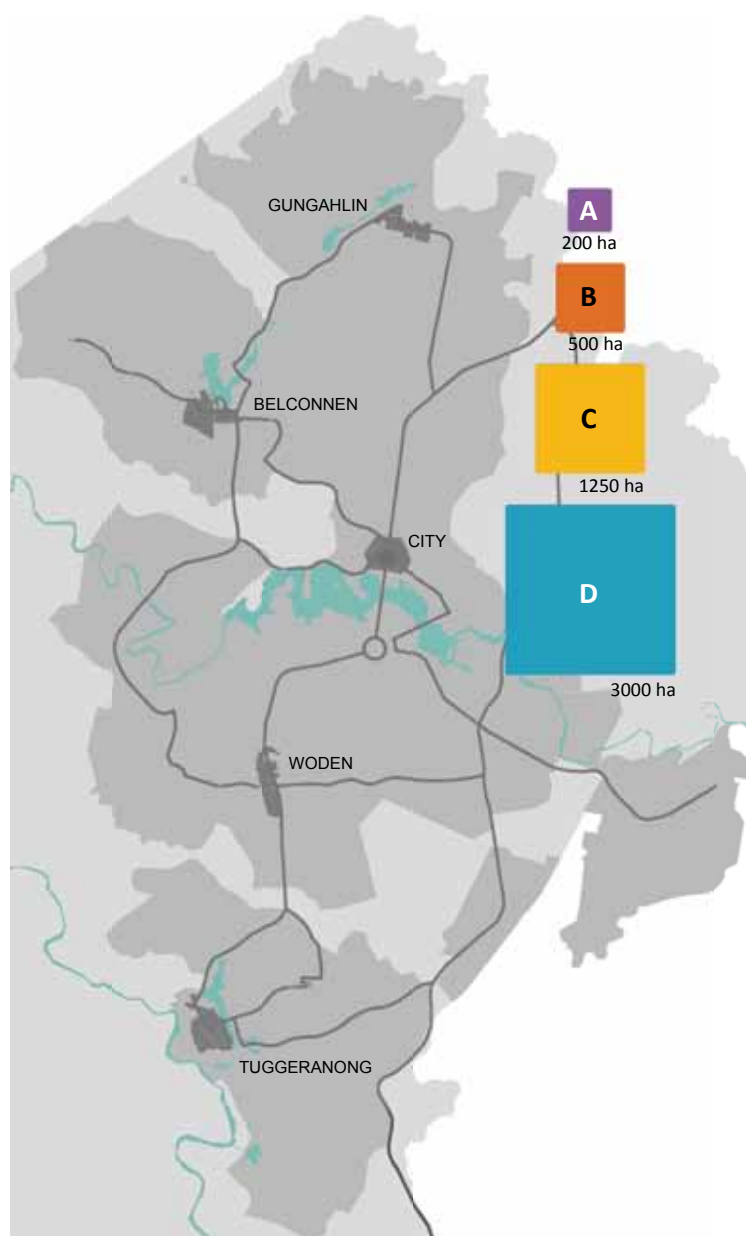 GUNGAHLIN
A
200 ha
B
500 ha
BELCONNEN
C
1250 ha
CITY
D
3000 ha
WODEN
TUGGERANONG